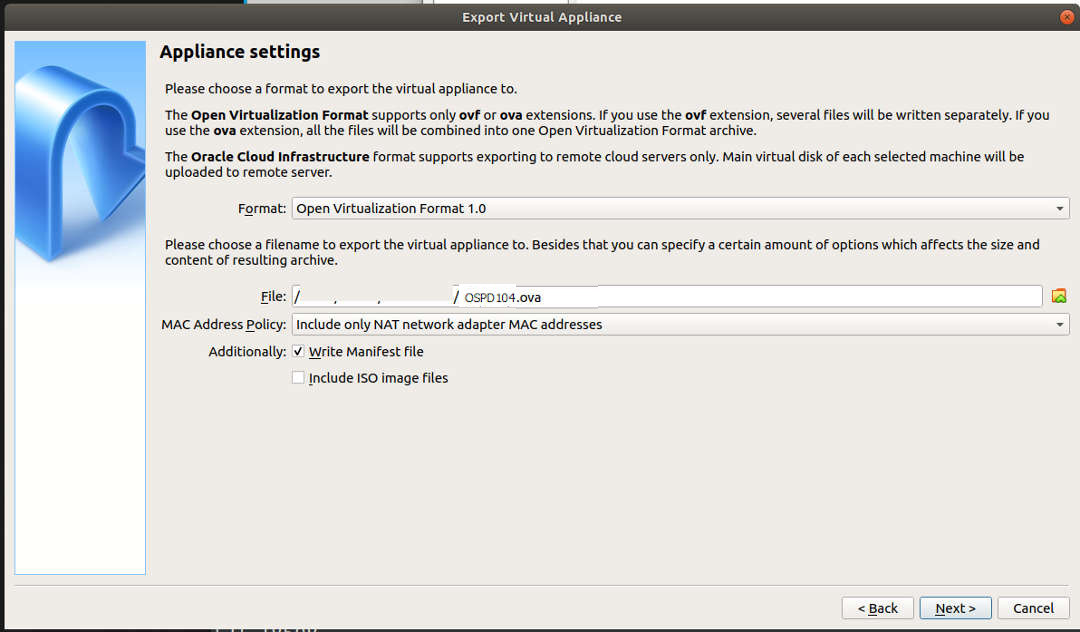 Export Virtual Appliance
Appliance settings
Please choose a format to export the virtual appliance to.
The Open Virtualization Format supports only ovf or ova extensions. If you use the ovf extension, several files will be written separately. If you
use the ova extension, all the files will be combined into one Open Virtualization Format archive.
The Oracle Cloud Infrastructure format supports exporting to remote cloud servers only. Main virtual disk of each selected machine will be
uploaded to remote server.
Format: Open Virtualization Format 1.0
Please choose a filename to export the virtual appliance to. Besides that you can specify a certain amount of options which affects the size and
content of resulting archive.
File: / / OSPD104.ova
MAC Address Policy: Include only NAT network adapter MAC addresses
Additionally: Write Manifest file
Include ISO image files
< Back Next > Cancel